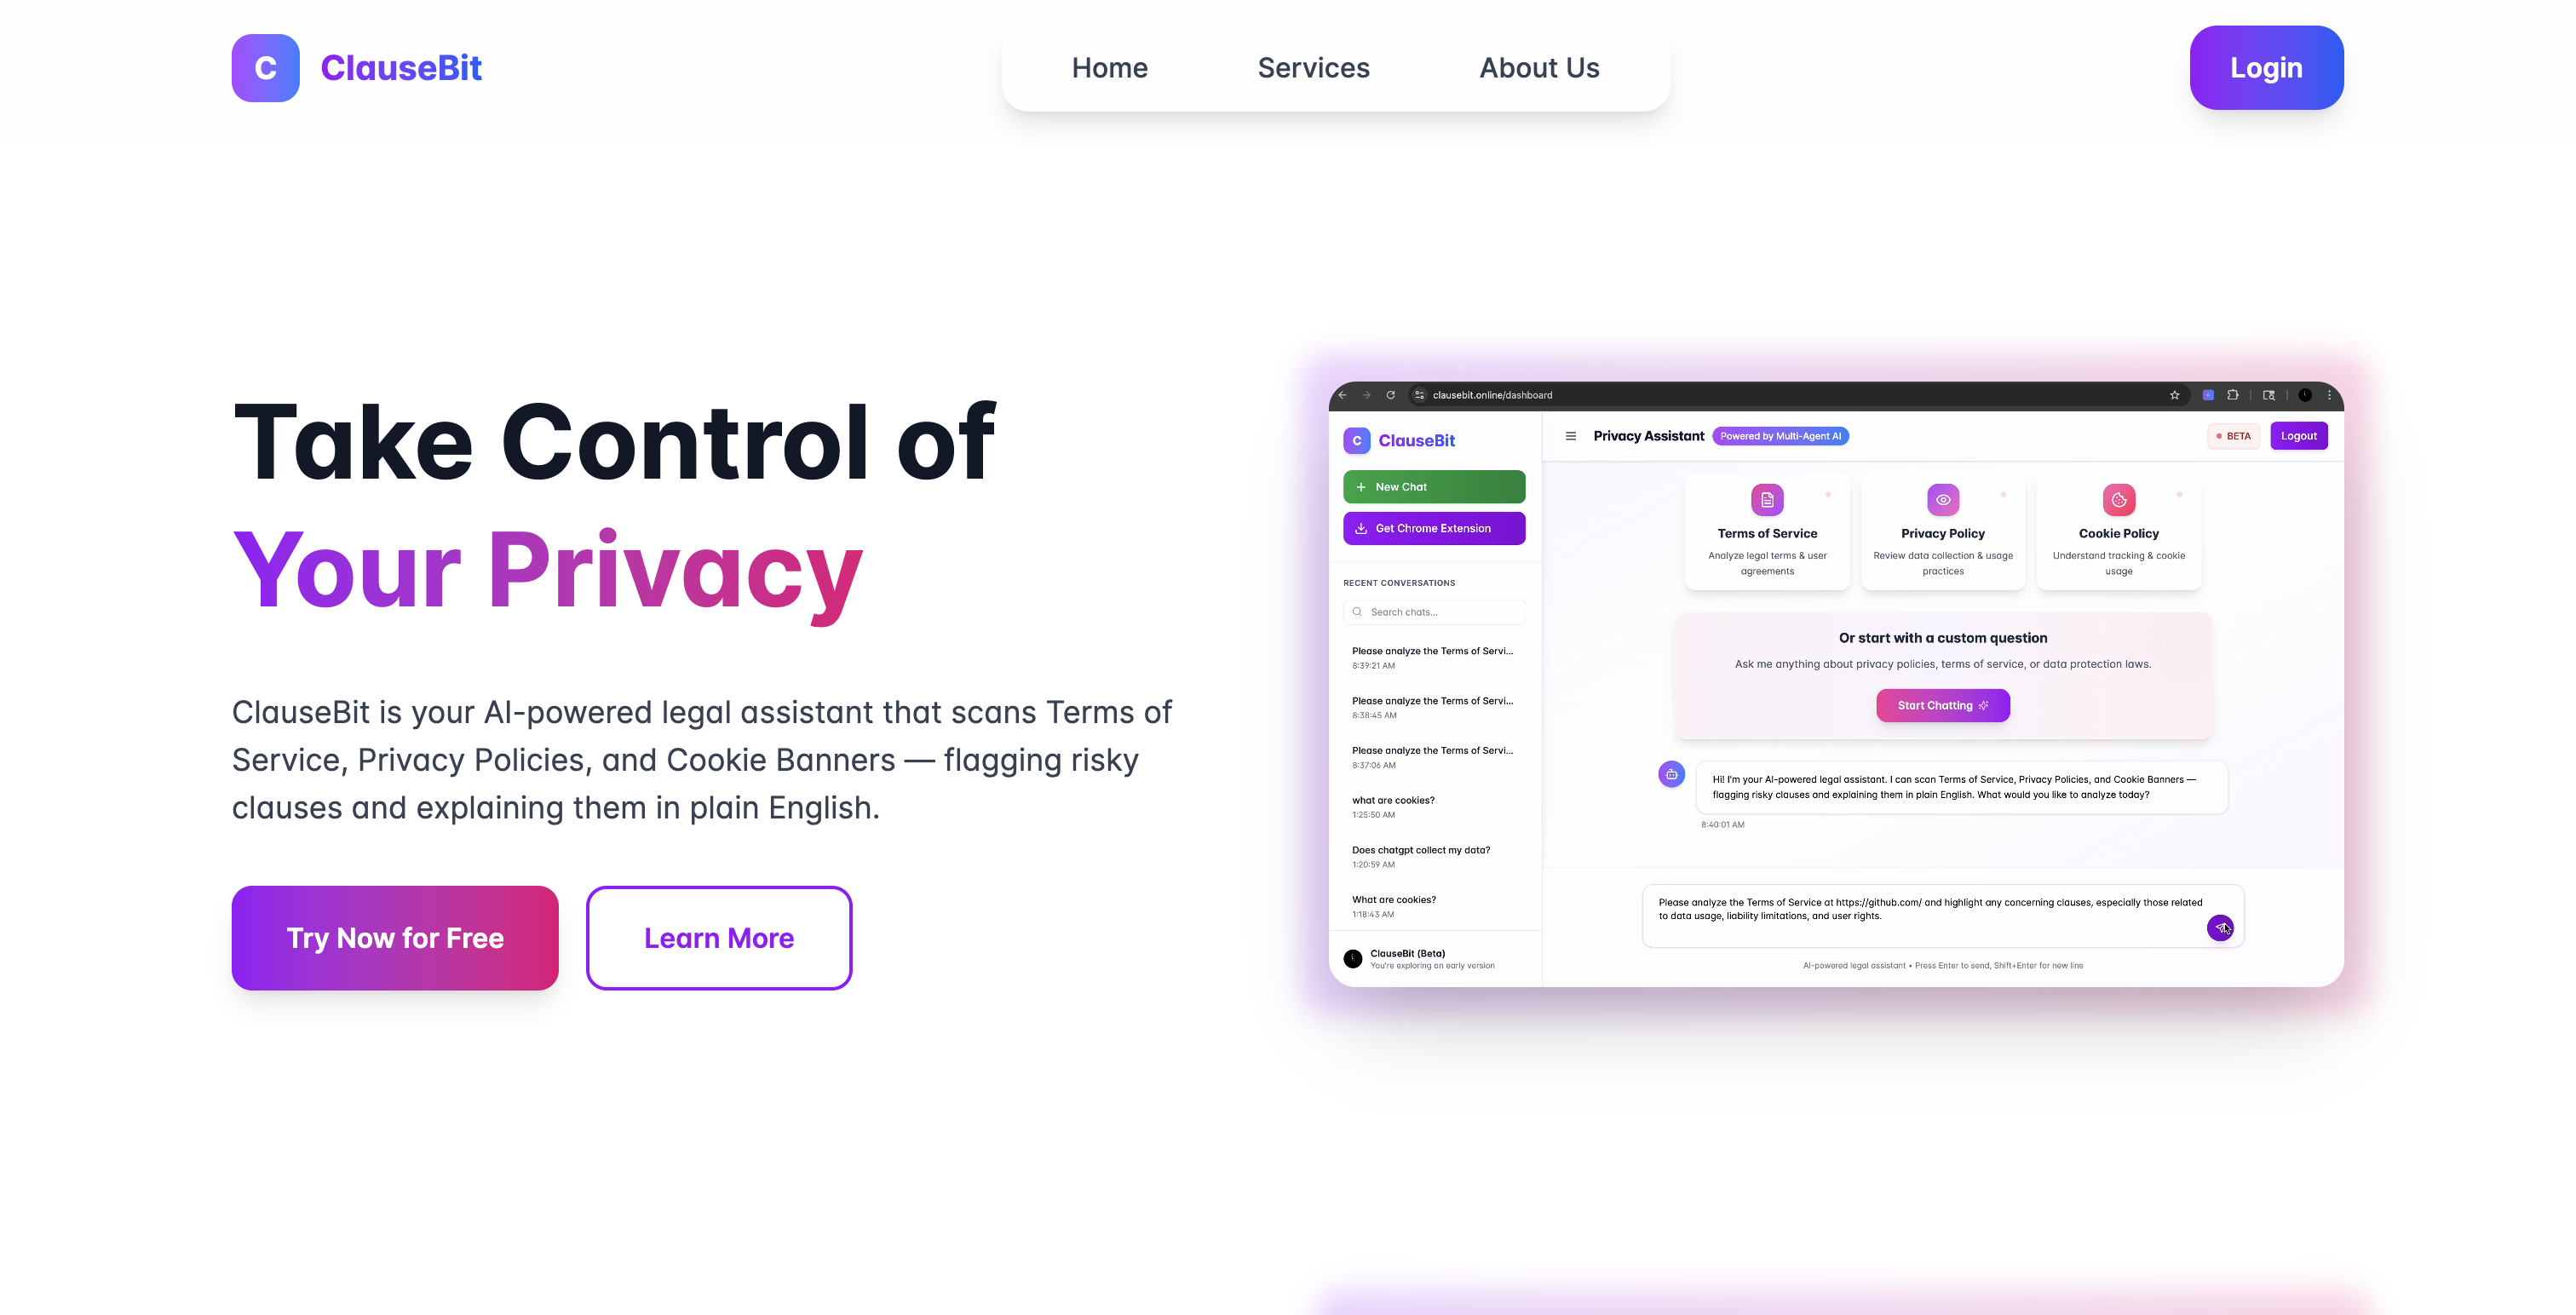 C ClauseBit
Home Services About Us
Login
Take Control of
Your Privacy
ClauseBit is your AI-powered legal assistant that scans Terms of
Service, Privacy Policies, and Cookie Banners — flagging risky
clauses and explaining them in plain English.
Try Now for Free
Learn More
clausebit.online/dashboard
C ClauseBit
New Chat
Get Chrome Extension
RECENT CONVERSATIONS
Search chats...
Please analyze the Terms of Servi...
8:39:21 AM
Please analyze the Terms of Servi...
8:38:45 AM
Please analyze the Terms of Servi...
8:37:06 AM
what are cookies?
1:25:50 AM
Does chatgpt collect my data?
1:20:59 AM
What are cookies?
1:18:43 AM
ClauseBit (Beta)
You're exploring an early version
Privacy Assistant
Powered by Multi-Agent AI
BETA
Logout
Terms of Service
Analyze legal terms & user
agreements
Privacy Policy
Review data collection & usage
practices
Cookie Policy
Understand tracking & cookie
usage
Or start with a custom question
Ask me anything about privacy policies, terms of service, or data protection laws.
Start Chatting
Hi! I'm your AI-powered legal assistant. I can scan Terms of Service, Privacy Policies, and Cookie Banners —
flagging risky clauses and explaining them in plain English. What would you like to analyze today?
8:40:01 AM
Please analyze the Terms of Service at https://github.com/ and highlight any concerning clauses, especially those related
to data usage, liability limitations, and user rights.
AI-powered legal assistant • Press Enter to send, Shift+Enter for new line